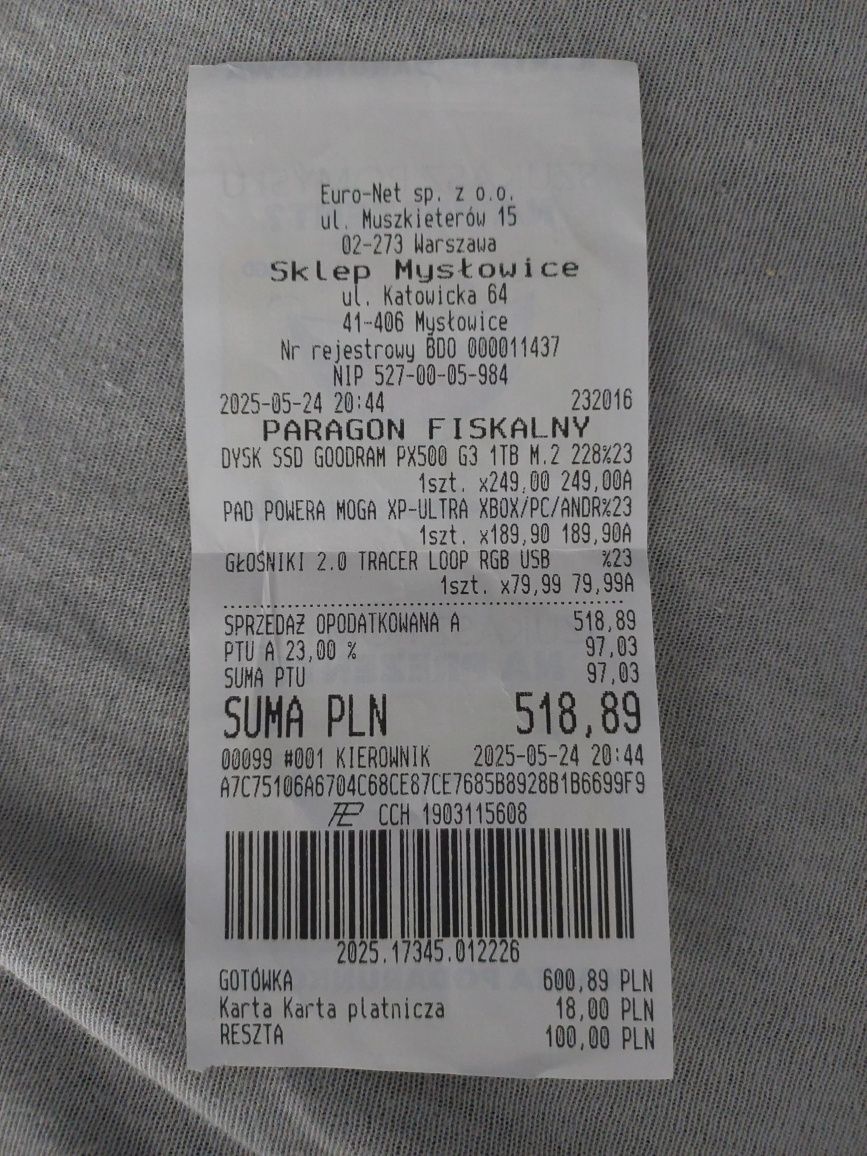 Euro-Net sp. z o.o.
ul. Muszkieterów 15
02-273 Warszawa
Sklep Mysłowice
ul. Katowicka 64
41-406 Mysłowice
Nr rejestrowy BDO 000011437
NIP 527-00-05-984
2025-05-24 20:44 232016
PARAGON FISKALNY
DYSK SSD GOODRAM PX500 G3 1TB M.2 228%23
1szt. x249,00 249,00A
PAD POWERA MOGA XP-ULTRA XBOX/PC/ANDR%23
1szt. x189,90 189,90A
GŁOŚNIKI 2.0 TRACER LOOP RGB USB %23
1szt. x79,99 79,99A
SPRZEDAŻ OPODATKOWANA A 518,89
PTU A 23,00 % 97,03
SUMA PTU 97,03
SUMA PLN 518,89
00099 #001 KIEROWNIK 2025-05-24 20:44
A7C75106A6704C68CE87CE7685B8928B1B6699F9
CCH 1903115608
2025.17345.012226
GOTÓWKA 600,89 PLN
Karta Karta platnicza 18,00 PLN
RESZTA 100,00 PLN